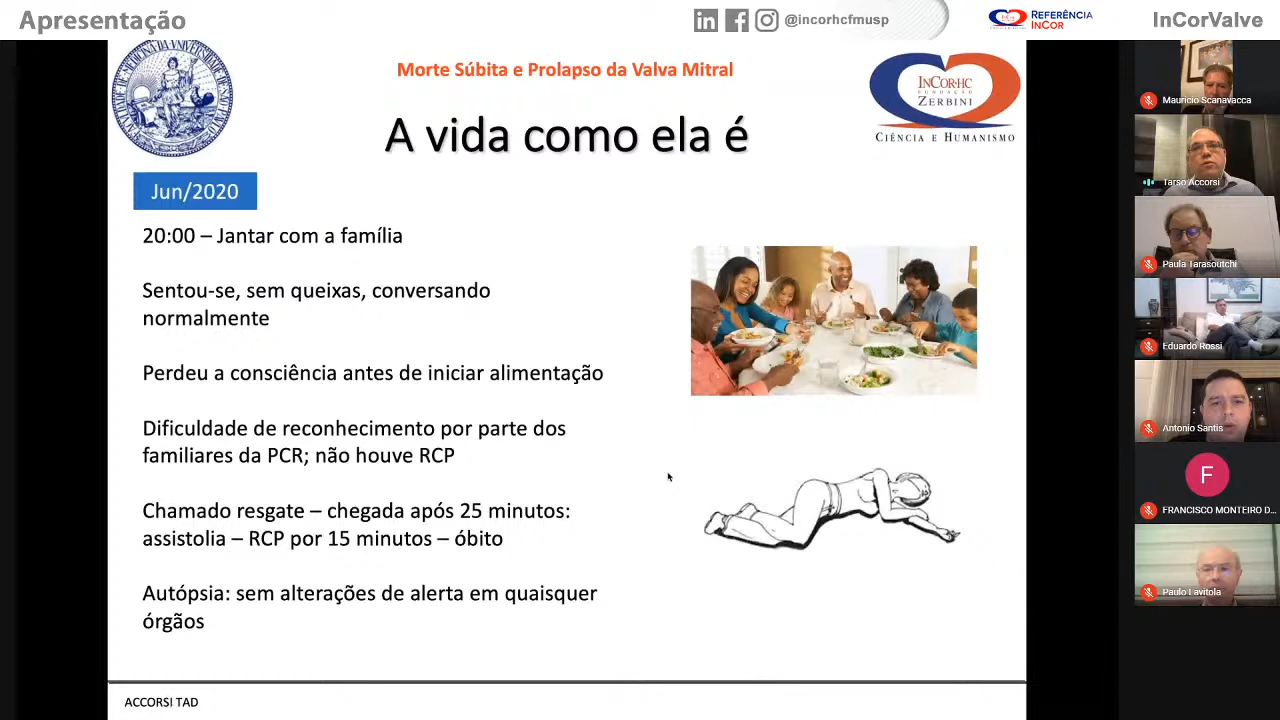 Apresentação
@incorhcfmusp
REFERÊNCIA
INCOR
InCorValve
Morte Súbita e Prolapso da Valva Mitral
INCOR·HC
FUNDAÇÃO
ZERBINI
CIÊNCIA E HUMANISMO
A vida como ela é
Jun/2020
20:00 – Jantar com a família
Sentou-se, sem queixas, conversando
normalmente
Perdeu a consciência antes de iniciar alimentação
Dificuldade de reconhecimento por parte dos
familiares da PCR; não houve RCP
Chamado resgate – chegada após 25 minutos:
assistolia – RCP por 15 minutos – óbito
Autópsia: sem alterações de alerta em quaisquer
órgãos
ACCORSI TAD
Mauricio Scanavacca
Tarso Accorsi
Paula Tarasoutchi
Eduardo Rossi
Antonio Santis
F
FRANCISCO MONTEIRO D...
Paulo Lavitola